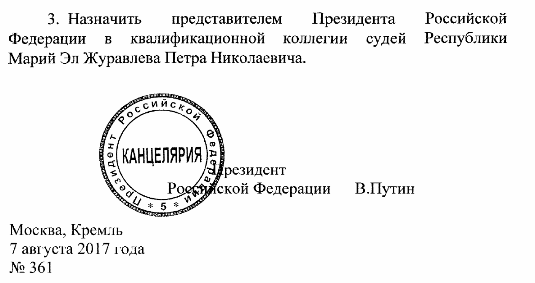 3. Назначить представителем Президента Российской
Федерации в квалификационной коллегии судей Республики
Марий Эл Журавлева Петра Николаевича.
Президент Российской Федерации
КАНЦЕЛЯРИЯ
* 5 *
Президент
Российской Федерации В.Путин
Москва, Кремль
7 августа 2017 года
№ 361